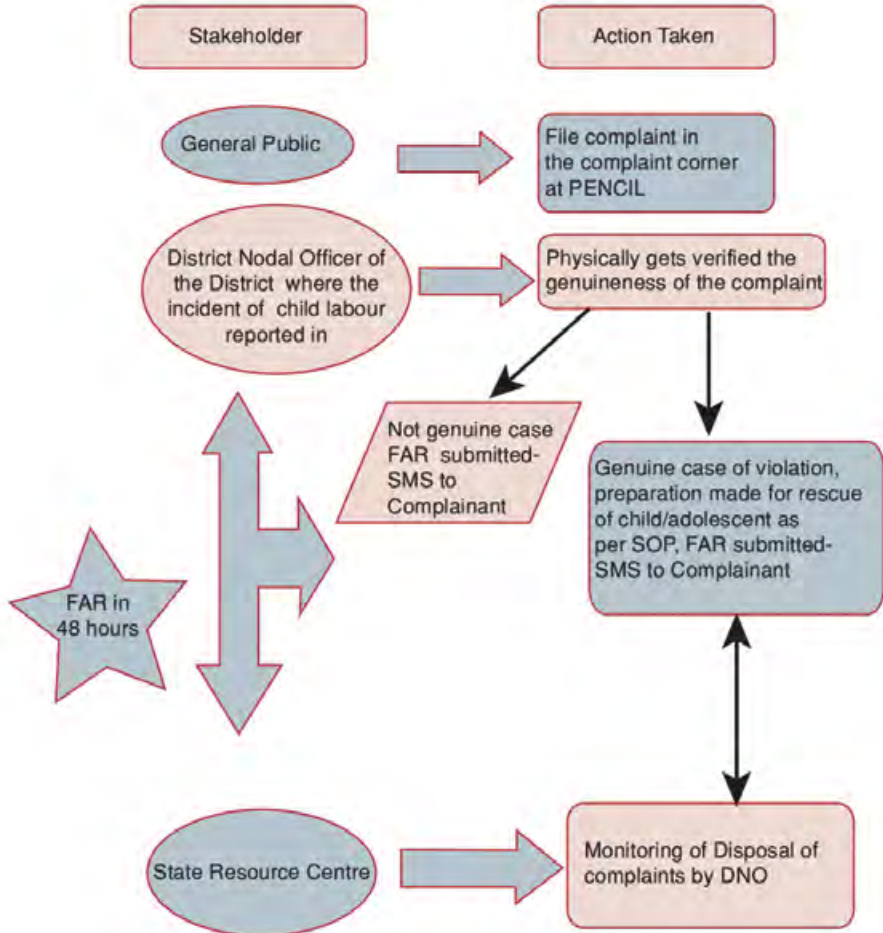 Stakeholder
Action Taken
General Public
File complaint in
the complaint corner
at PENCIL
District Nodal Officer of
the District where the
incident of child labour
reported in
Physically gets verified the
genuineness of the complaint
Not genuine case
FAR submitted-
SMS to
Complainant
Genuine case of violation,
preparation made for rescue
of child/adolescent as
per SOP, FAR submitted-
SMS to Complainant
FAR in
48 hours
State Resource Centre
Monitoring of Disposal of
complaints by DNO